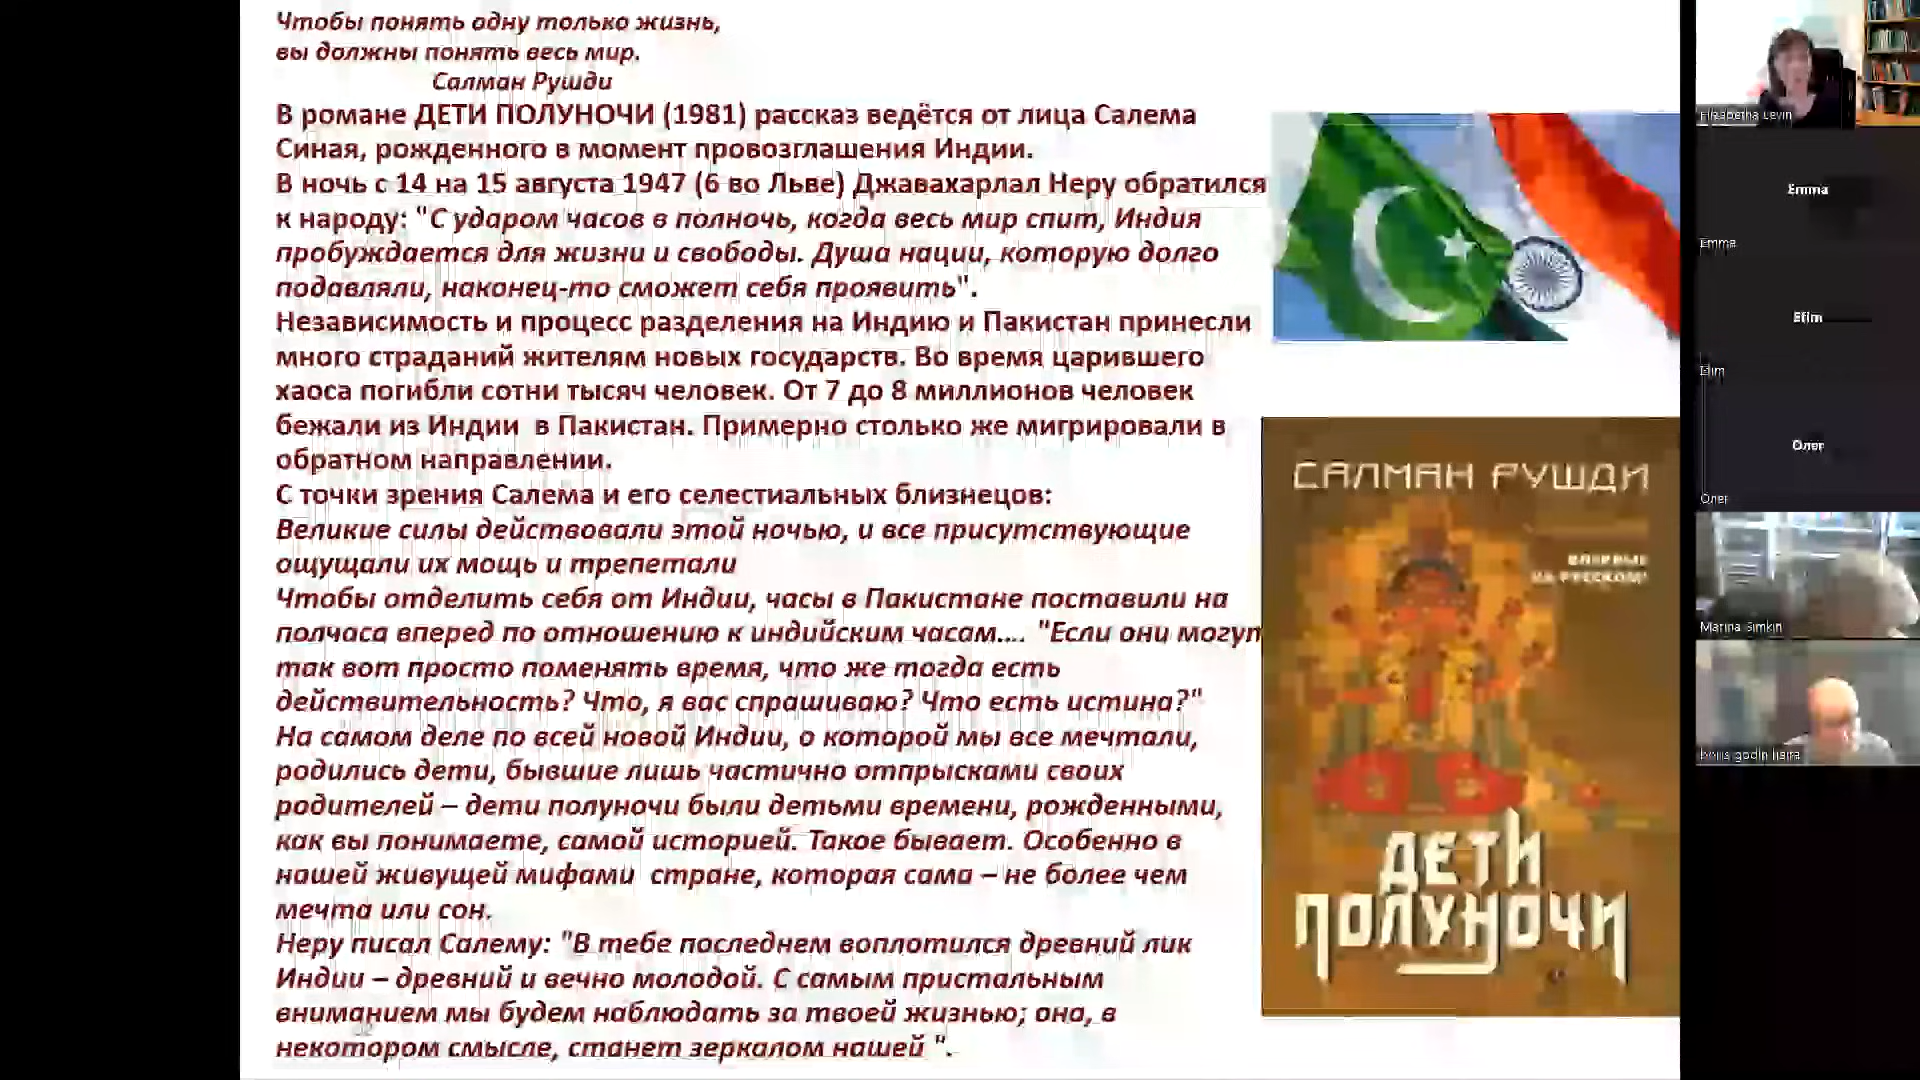 Чтобы понять одну только жизнь,
вы должны понять весь мир.
Салман Рушди
В романе ДЕТИ ПОЛУНОЧИ (1981) рассказ ведётся от лица Салема
Синая, рожденного в момент провозглашения Индии.
В ночь с 14 на 15 августа 1947 (6 во Льве) Джавахарлал Неру обратился
к народу: "С ударом часов в полночь, когда весь мир спит, Индия
пробуждается для жизни и свободы. Душа нации, которую долго
подавляли, наконец-то сможет себя проявить".
Независимость и процесс разделения на Индию и Пакистан принесли
много страданий жителям новых государств. Во время царившего
хаоса погибли сотни тысяч человек. От 7 до 8 миллионов человек
бежали из Индии в Пакистан. Примерно столько же мигрировали в
обратном направлении.
С точки зрения Салема и его селестиальных близнецов:
Великие силы действовали этой ночью, и все присутствующие
ощущали их мощь и трепетали
Чтобы отделить себя от Индии, часы в Пакистане поставили на
полчаса вперед по отношению к индийским часам.... "Если они могут
так вот просто поменять время, что же тогда есть
действительность? Что, я вас спрашиваю? Что есть истина?"
На самом деле по всей новой Индии, о которой мы все мечтали,
родились дети, бывшие лишь частично отпрысками своих
родителей – дети полуночи были детьми времени, рожденными,
как вы понимаете, самой историей. Такое бывает. Особенно в
нашей живущей мифами стране, которая сама – не более чем
мечта или сон.
Неру писал Салему: "В тебе последнем воплотился древний лик
Индии – древний и вечно молодой. С самым пристальным
вниманием мы будем наблюдать за твоей жизнью; она, в
некотором смысле, станет зеркалом нашей ".
САЛМАН РУШДИ
ВПЕРВЫЕ
НА РУССКОМ!
ДЕТИ
ПОЛУНОЧИ
Elizabetha Levin
Emma
Emma
Efim
Efim
Олег
Олег
Marina Simkin
boris godin haifa